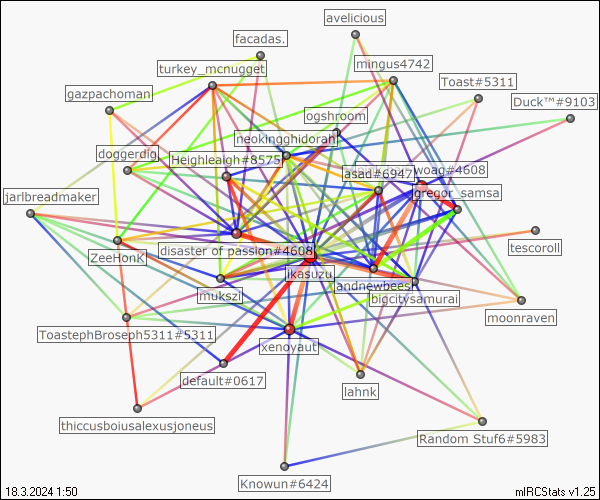 avelicious
facadas.
mingus4742
turkey_mcnugget
Toast#5311
gazpachoman
Duck™#9103
ogshroom
neokingghidorah
doggerdig
Heighleaigh#8575
asad#6947
woag#4608
gregor_samsa
jarlbreadmaker
tescoroll
disaster of passion#4608
ZeeHonk
ikasuzu
andnewbees
mukszi
bigcitysamurai
moonraven
ToastephBroseph5311#5311
xenoyaut
default#0617
lahnk
thiccusboiusalexusjoneus
Random Stuf6#5983
Knowun#6424
18.3.2024 1:50
mIRCStats v1.25